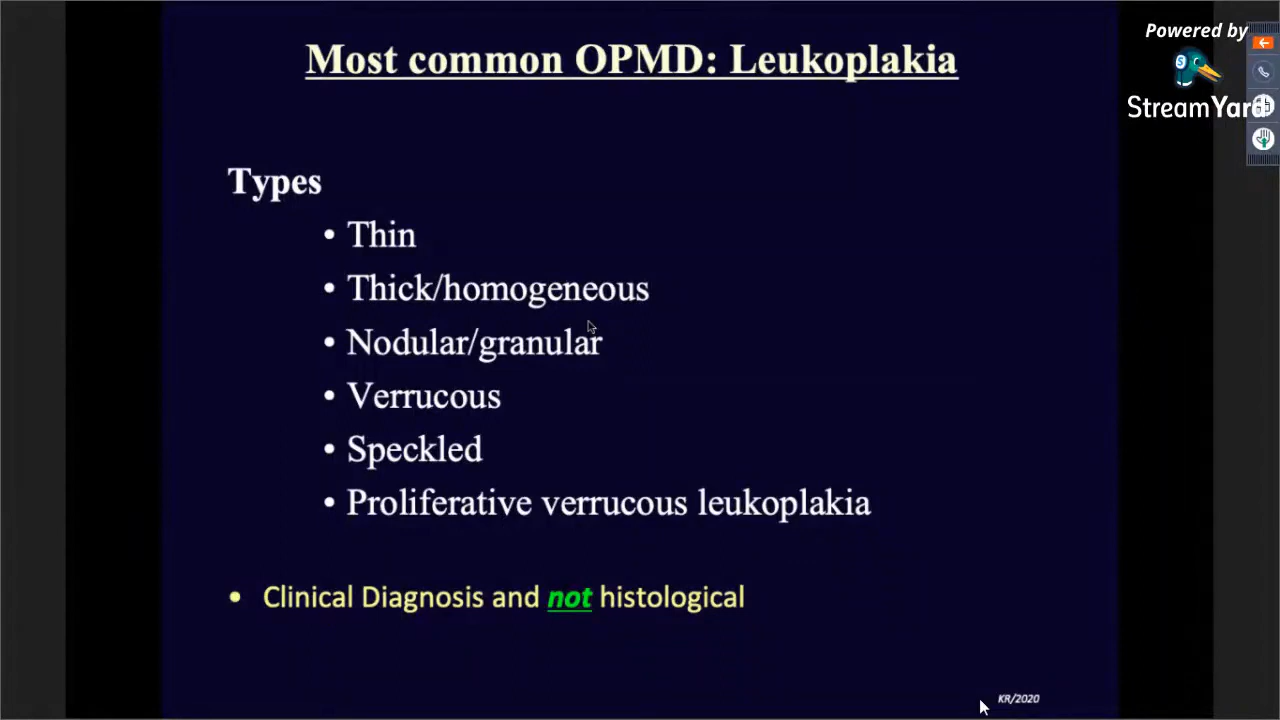 Most common OPMD: Leukoplakia
Powered by
StreamYard
Types
• Thin
• Thick/homogeneous
• Nodular/granular
• Verrucous
• Speckled
• Proliferative verrucous leukoplakia
• Clinical Diagnosis and not histological
KR/2020